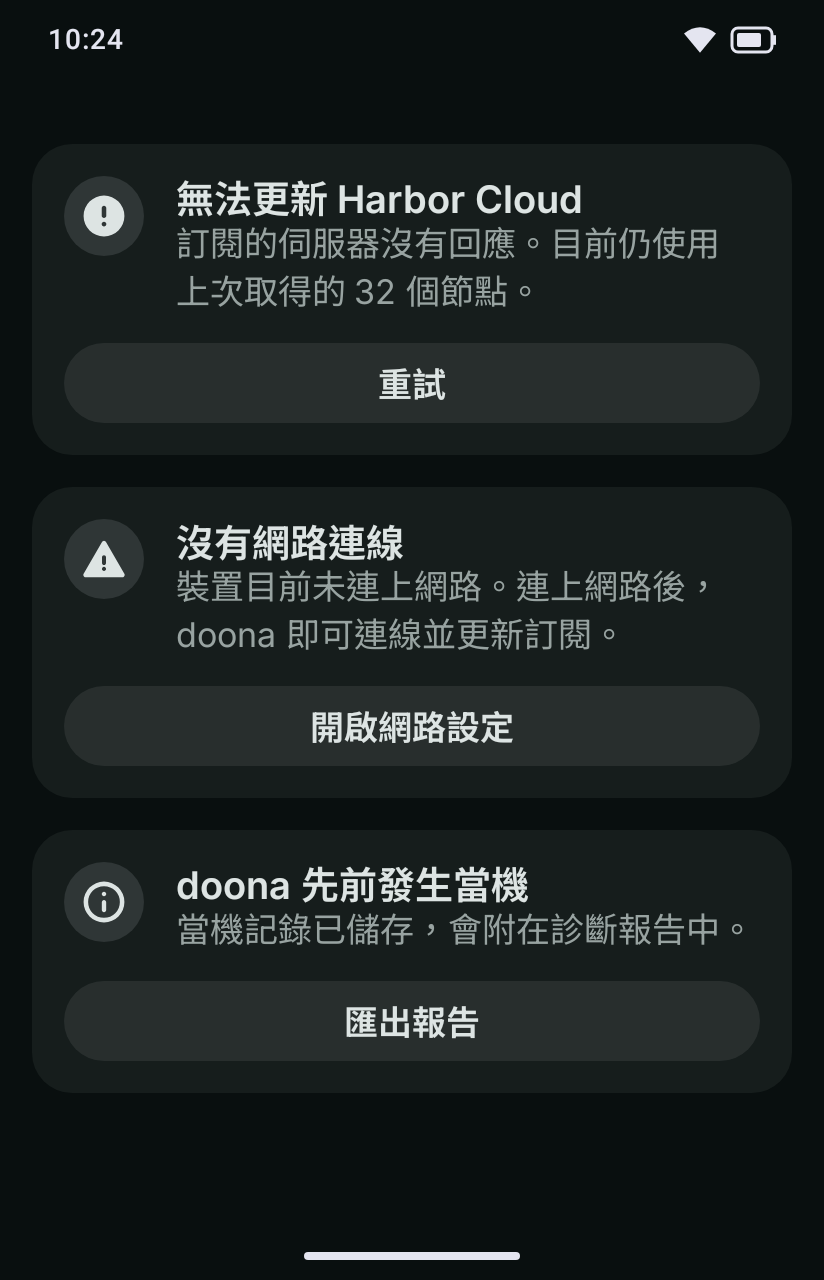 10:24
無法更新 Harbor Cloud
訂閱的伺服器沒有回應。目前仍使用
上次取得的 32 個節點。
重試
沒有網路連線
裝置目前未連上網路。連上網路後，
doona 即可連線並更新訂閱。
開啟網路設定
doona 先前發生當機
當機記錄已儲存，會附在診斷報告中。
匯出報告